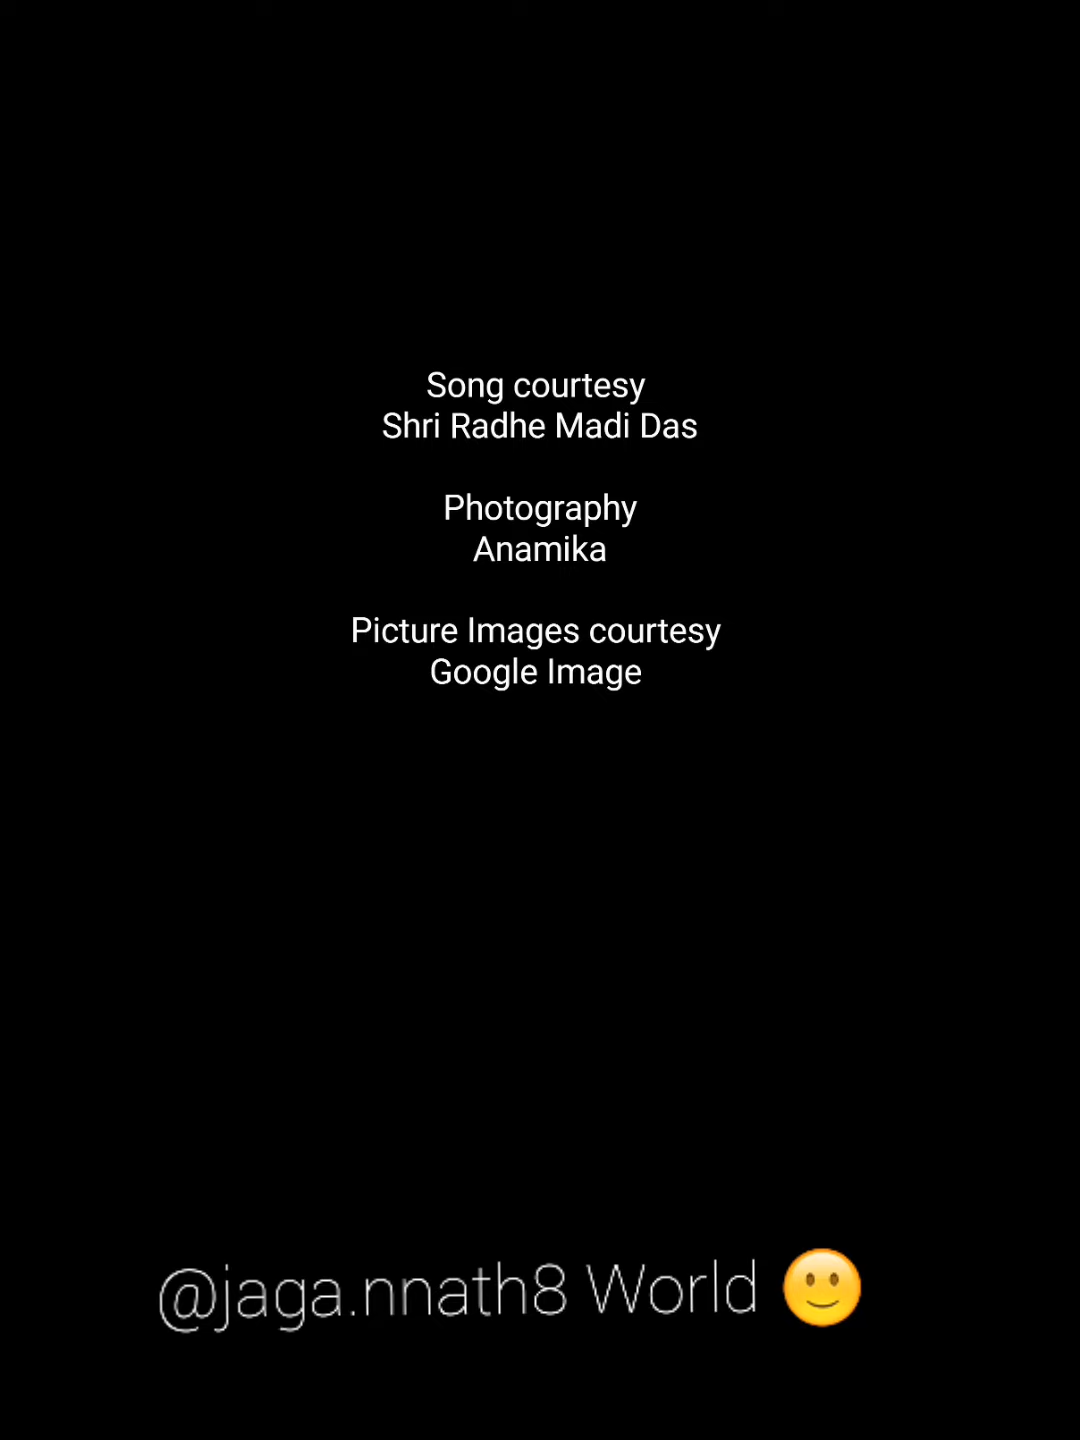 Song courtesy
Shri Radhe Madi Das
Photography
Anamika
Picture Images courtesy
Google Image
@jaga.nnath8 World 🙂